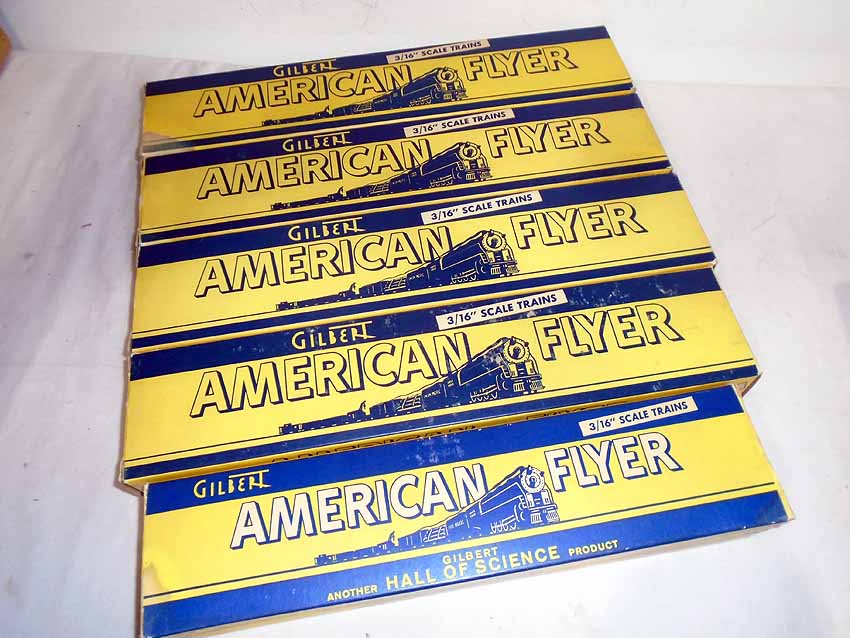 3/16" SCALE TRAINS
GILBERT
AMERICAN FLYER
3/16" SCALE TRAINS
GILBERT
AMERICAN FLYER
3/16" SCALE TRAINS
GILBERT
AMERICAN FLYER
3/16" SCALE TRAINS
GILBERT
AMERICAN FLYER
3/16" SCALE TRAINS
GILBERT
AMERICAN FLYER
GILBERT
ANOTHER HALL OF SCIENCE PRODUCT